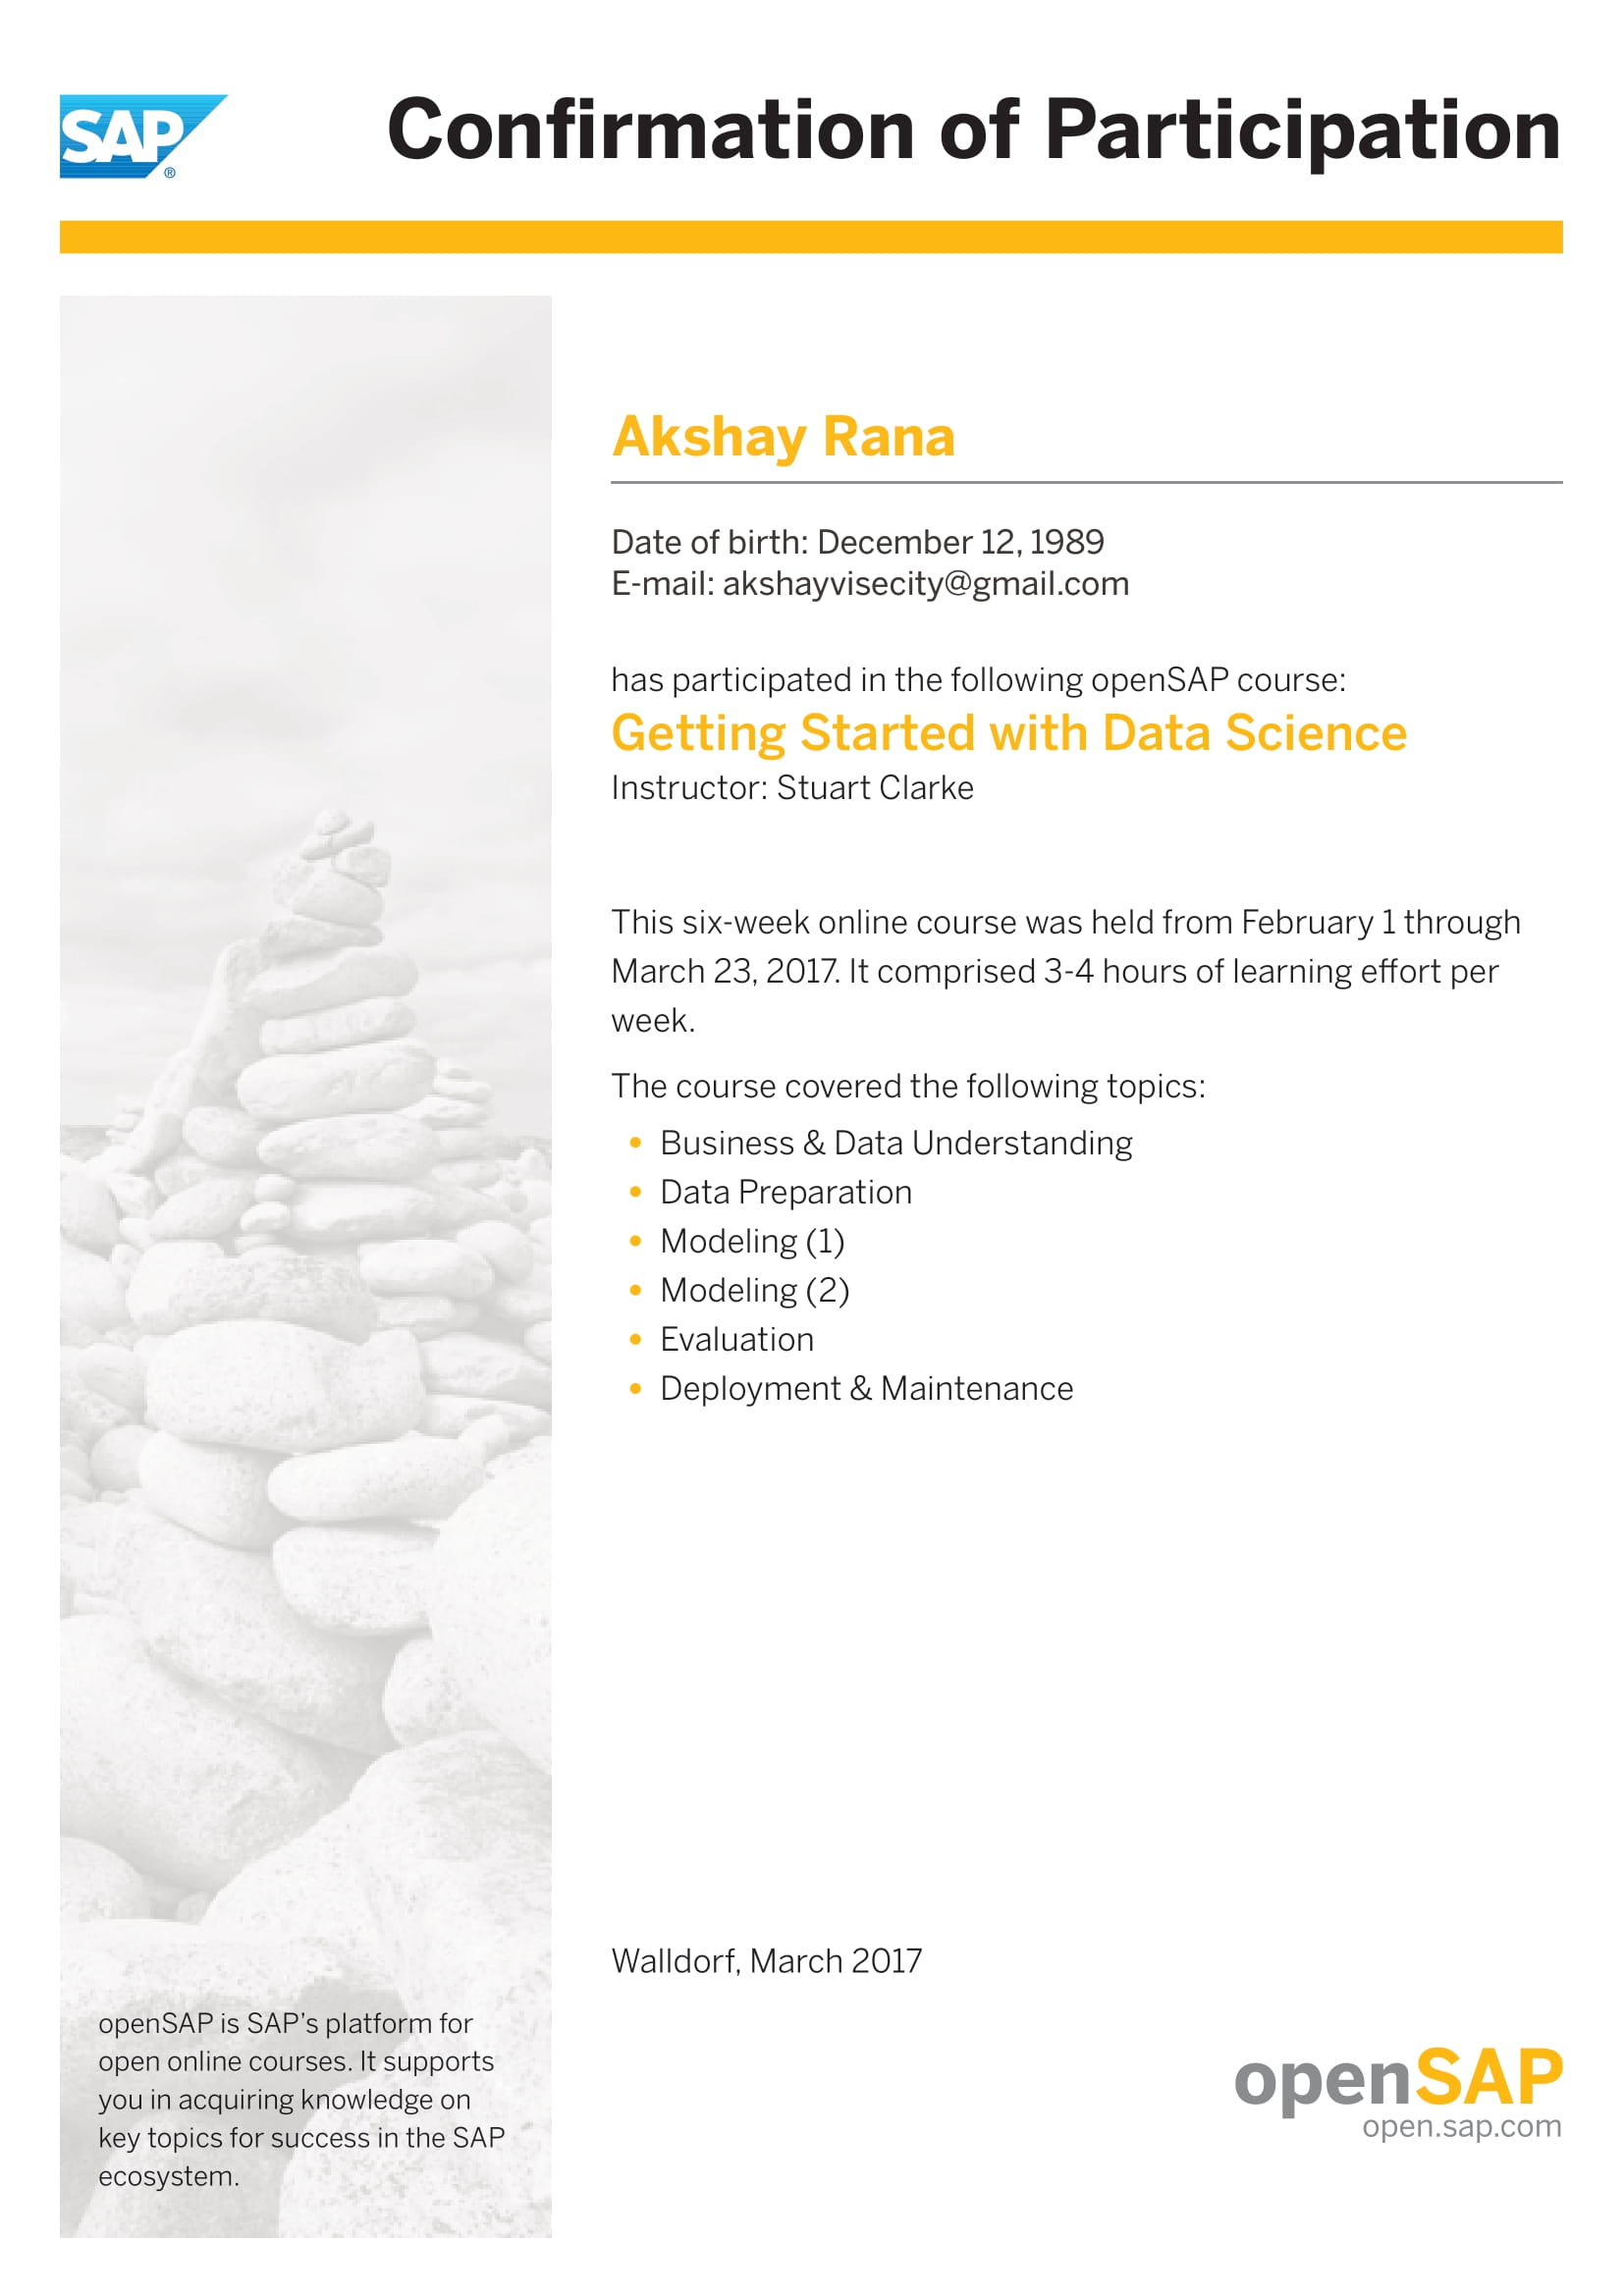 SAP®
Confirmation of Participation
Akshay Rana
Date of birth: December 12, 1989
E-mail: akshayvisecity@gmail.com
has participated in the following openSAP course:
Getting Started with Data Science
Instructor: Stuart Clarke
This six-week online course was held from February 1 through
March 23, 2017. It comprised 3-4 hours of learning effort per
week.
The course covered the following topics:
• Business & Data Understanding
• Data Preparation
• Modeling (1)
• Modeling (2)
• Evaluation
• Deployment & Maintenance
Walldorf, March 2017
openSAP is SAP's platform for
open online courses. It supports
you in acquiring knowledge on
key topics for success in the SAP
ecosystem.
openSAP
open.sap.com